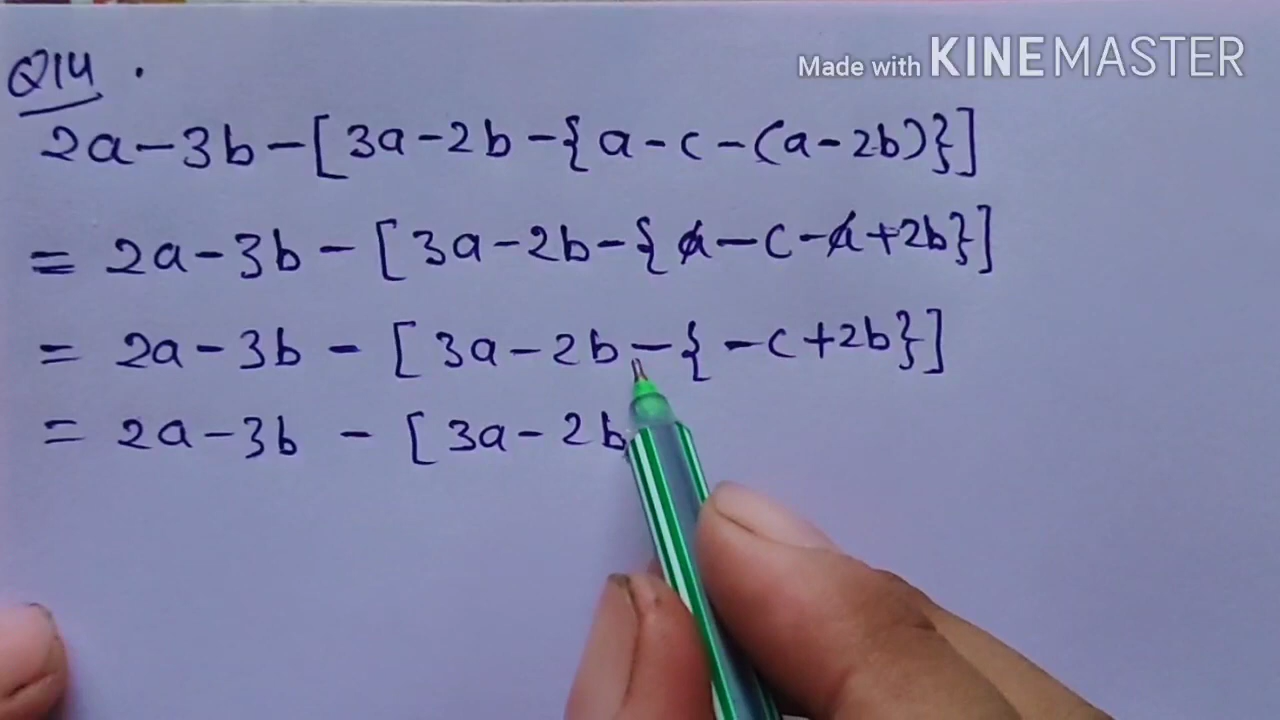 Q14.
Made with KINEMASTER
2a-3b-[3a-2b-{a-c-(a-2b)}]
= 2a-3b-[3a-2b-{a-c-a+2b}]
= 2a-3b-[3a-2b-{-c+2b}]
= 2a-3b-[3a-2b